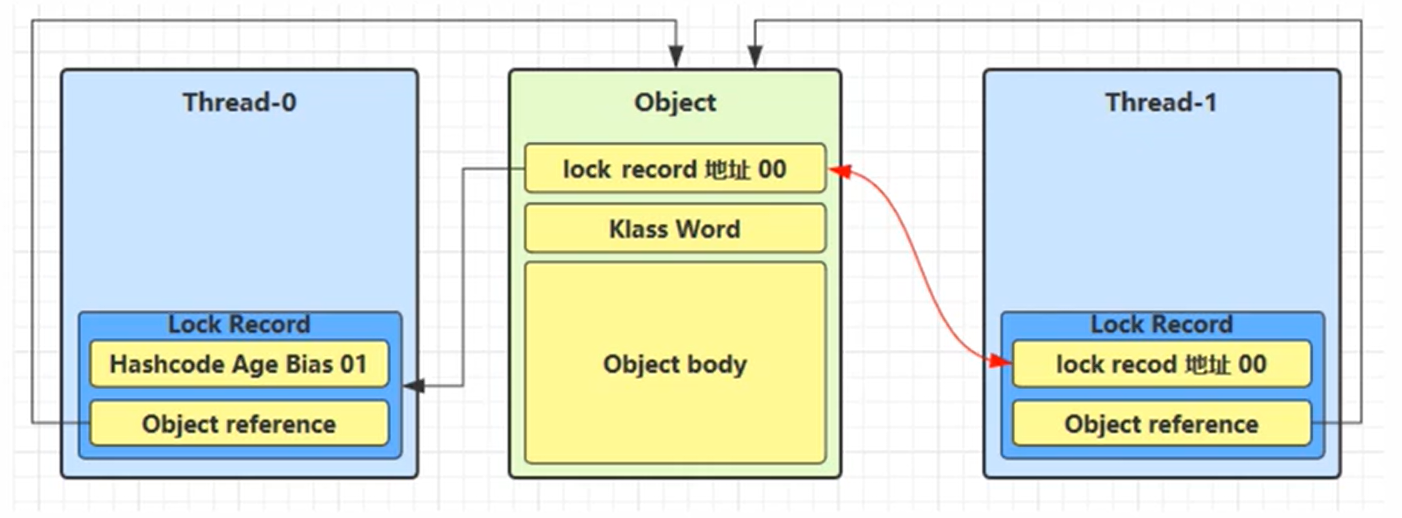 Thread-0
Lock Record
Hashcode Age Bias 01
Object reference
Object
lock record 地址 00
Klass Word
Object body
Thread-1
Lock Record
lock recod 地址 00
Object reference